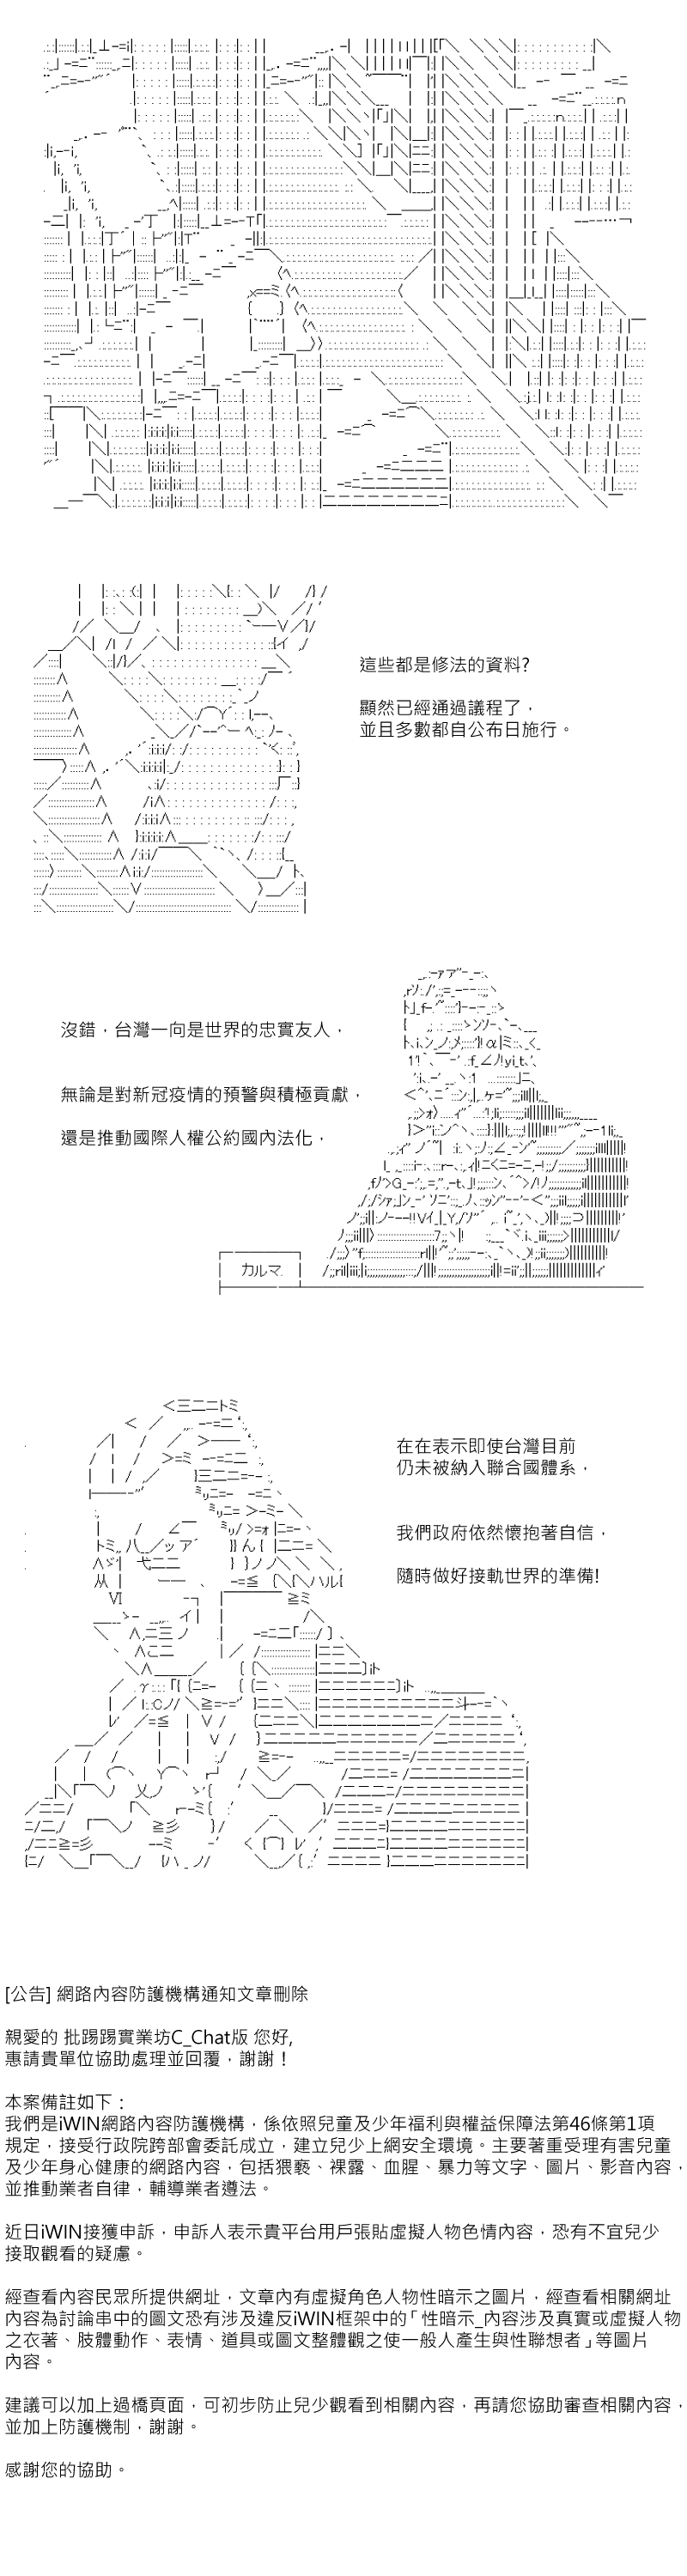 這些都是修法的資料?
顯然已經通過議程了，
並且多數都自公布日施行。
沒錯，台灣一向是世界的忠實友人，
無論是對新冠疫情的預警與積極貢獻，
還是推動國際人權公約國內法化，
カルマ.
在在表示即使台灣目前
仍未被納入聯合國體系，
我們政府依然懷抱著自信，
隨時做好接軌世界的準備!
[公告] 網路內容防護機構通知文章刪除
親愛的 批踢踢實業坊C_Chat版 您好,
惠請貴單位協助處理並回覆，謝謝！
本案備註如下：
我們是iWIN網路內容防護機構，係依照兒童及少年福利與權益保障法第46條第1項
規定，接受行政院跨部會委託成立，建立兒少上網安全環境。主要著重受理有害兒童
及少年身心健康的網路內容，包括猥褻、裸露、血腥、暴力等文字、圖片、影音內容，
並推動業者自律，輔導業者遵法。
近日iWIN接獲申訴，申訴人表示貴平台用戶張貼虛擬人物色情內容，恐有不宜兒少
接取觀看的疑慮。
經查看內容民眾所提供網址，文章內有虛擬角色人物性暗示之圖片，經查看相關網址
內容為討論串中的圖文恐有涉及違反iWIN框架中的「性暗示_內容涉及真實或虛擬人物
之衣著、肢體動作、表情、道具或圖文整體觀之使一般人產生與性聯想者」等圖片
內容。
建議可以加上過橋頁面，可初步防止兒少觀看到相關內容，再請您協助審查相關內容，
並加上防護機制，謝謝。
感謝您的協助。